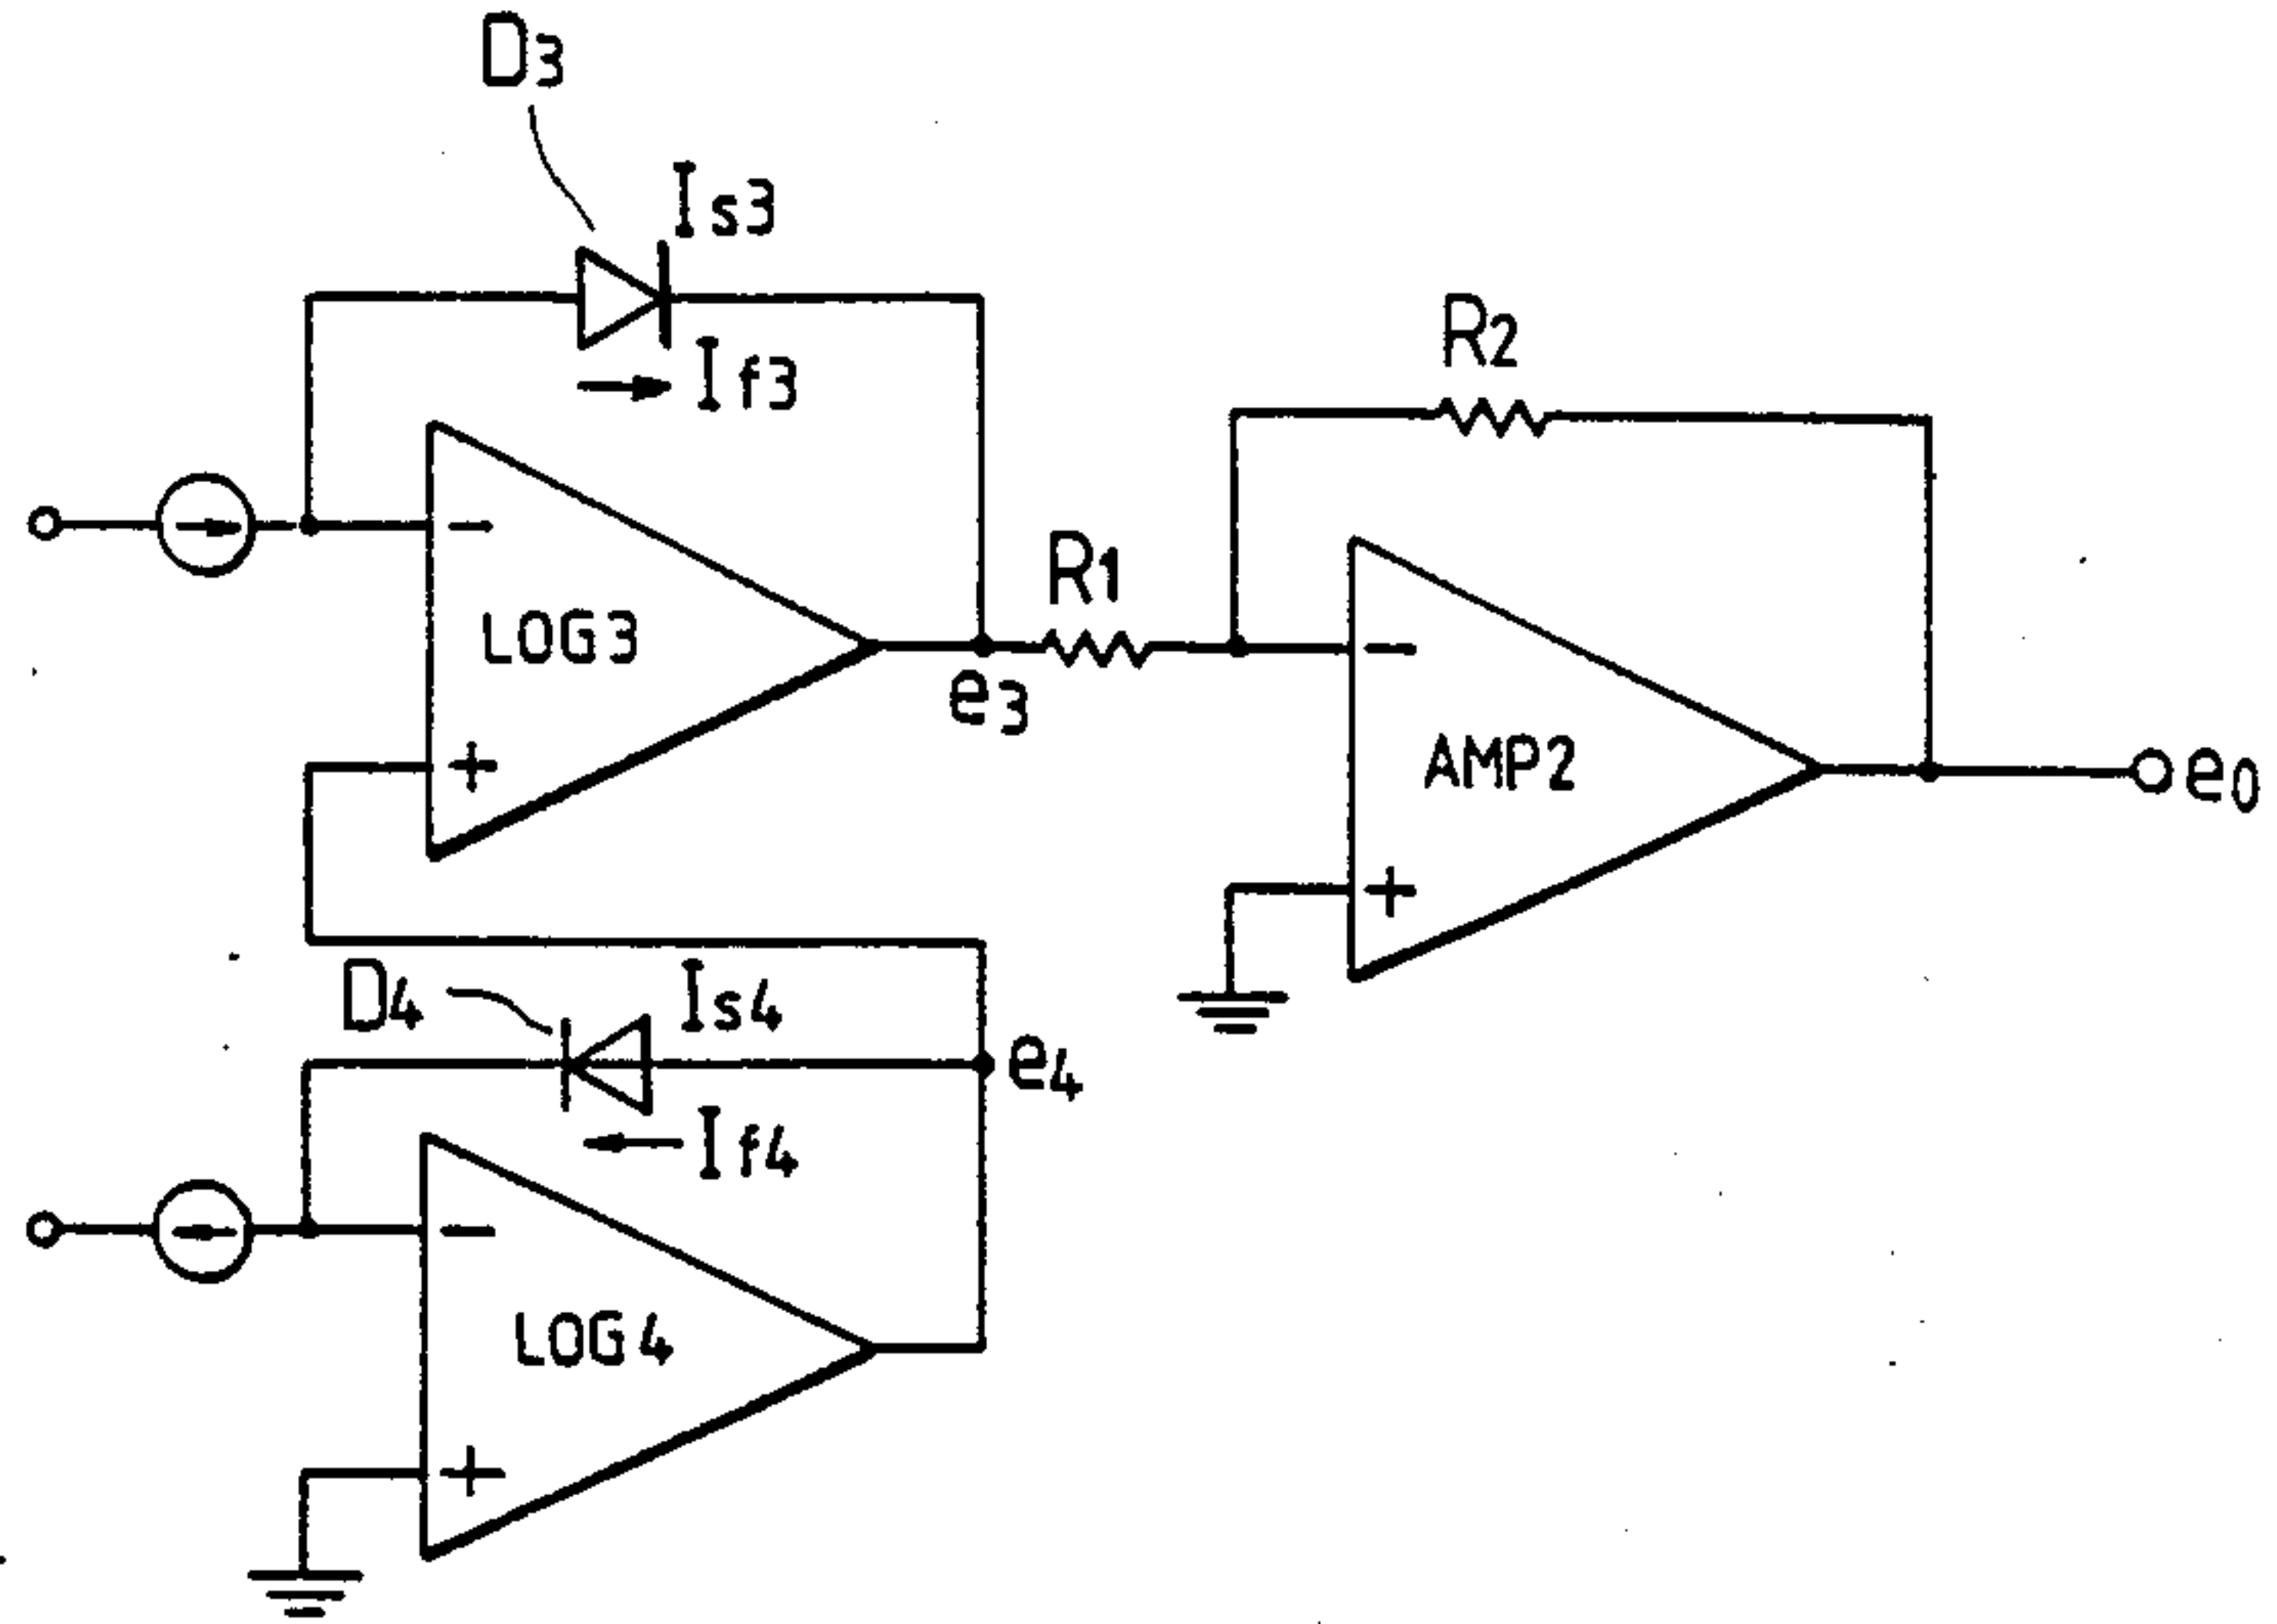 D3
Is3
If3
R2
R1
−
LOG3
−
e3
AMP2
+
e0
+
D4
Is4
e4
If4
−
LOG4
+